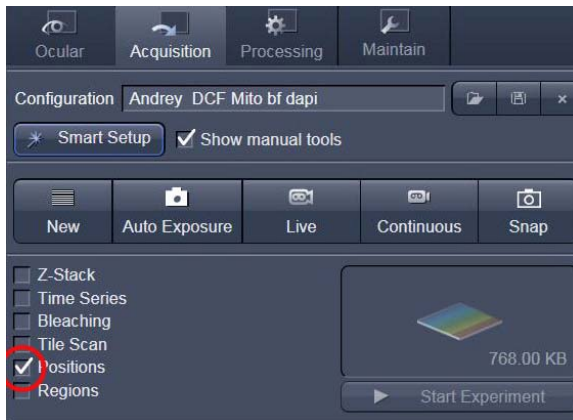 Ocular Acquisition Processing Maintain
Configuration Andrey DCF Mito bf dapi
Smart Setup Show manual tools
New Auto Exposure Live Continuous Snap
Z-Stack
Time Series
Bleaching
Tile Scan
Positions
Regions
768.00 KB
Start Experiment